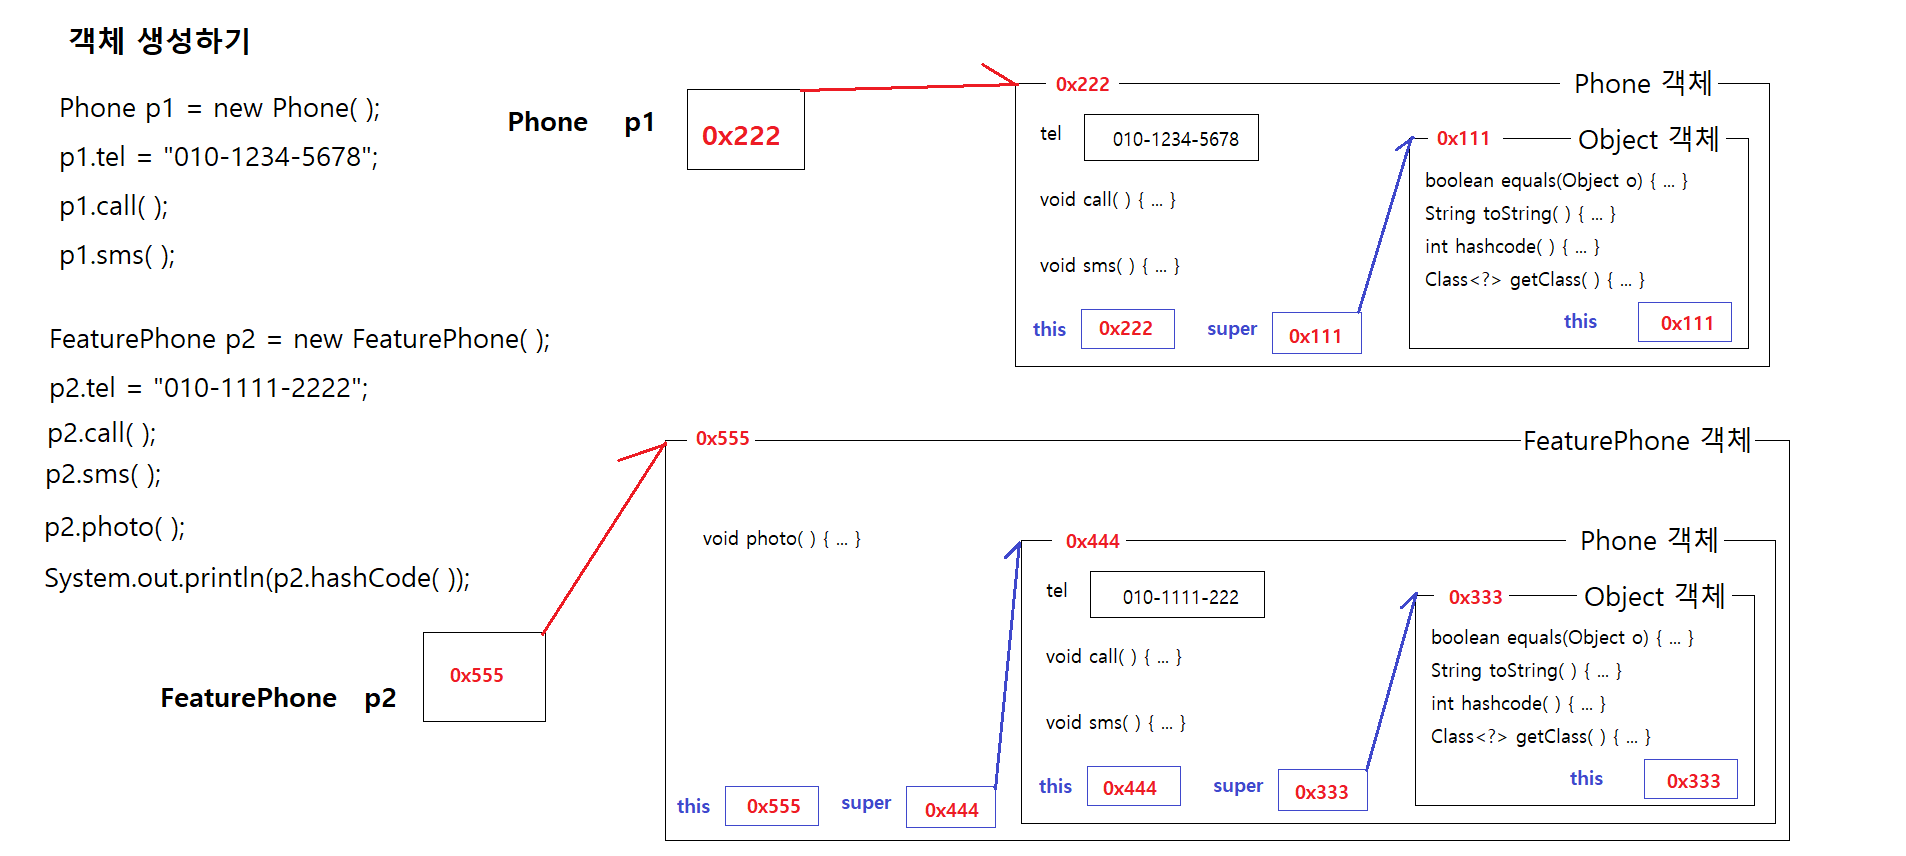 객체 생성하기
Phone p1 = new Phone( );
p1.tel = "010-1234-5678";
p1.call( );
p1.sms( );
Phone p1
0x222
0x222
Phone 객체
tel
010-1234-5678
void call( ) { ... }
void sms( ) { ... }
this
0x222
super
0x111
0x111
Object 객체
boolean equals(Object o) { ... }
String toString( ) { ... }
int hashcode( ) { ... }
Class<?> getClass( ) { ... }
this
0x111
FeaturePhone p2 = new FeaturePhone( );
p2.tel = "010-1111-2222";
p2.call( );
p2.sms( );
p2.photo( );
System.out.println(p2.hashCode( ));
FeaturePhone p2
0x555
0x555
FeaturePhone 객체
void photo( ) { ... }
this
0x555
super
0x444
0x444
Phone 객체
tel
010-1111-222
void call( ) { ... }
void sms( ) { ... }
this
0x444
super
0x333
0x333
Object 객체
boolean equals(Object o) { ... }
String toString( ) { ... }
int hashcode( ) { ... }
Class<?> getClass( ) { ... }
this
0x333